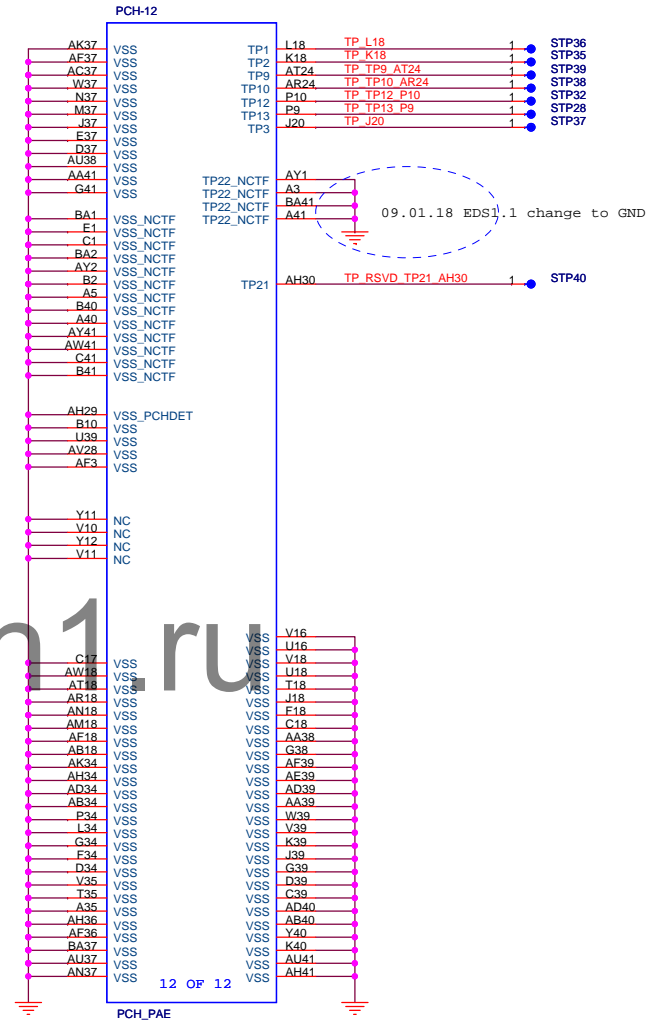 PCH-12
AK37 VSS TP1 L18 TP_L18 1 STP36
AF37 VSS TP2 K18 TP_K18 1 STP35
AC37 VSS TP9 AT24 TP_TP9_AT24 1 STP39
W37 VSS TP10 AR24 TP_TP10_AR24 1 STP38
N37 VSS TP12 P10 TP_TP12_P10 1 STP32
M37 VSS TP13 P9 TP_TP13_P9 1 STP28
J37 VSS TP3 J20 TP_J20 1 STP37
E37 VSS
D37 VSS
AU38 VSS
AA41 VSS TP22_NCTF AY1
G41 VSS TP22_NCTF A3
TP22_NCTF BA41
BA1 VSS_NCTF TP22_NCTF A41 09.01.18 EDS1.1 change to GND
E1 VSS_NCTF
C1 VSS_NCTF
BA2 VSS_NCTF
AY2 VSS_NCTF
B2 VSS_NCTF TP21 AH30 TP_RSVD_TP21_AH30 1 STP40
A5 VSS_NCTF
B40 VSS_NCTF
A40 VSS_NCTF
AY41 VSS_NCTF
AW41 VSS_NCTF
C41 VSS_NCTF
B41 VSS_NCTF
AH29 VSS_PCHDET
B10 VSS
U39 VSS
AV28 VSS
AF3 VSS
Y11 NC
V10 NC
Y12 NC
V11 NC
VSS V16
VSS U16
C17 VSS VSS V18
AW18 VSS VSS U18
AT18 VSS VSS T18
AR18 VSS VSS J18
AN18 VSS VSS F18
AM18 VSS VSS C18
AF18 VSS VSS AA38
AB18 VSS VSS G38
AK34 VSS VSS AF39
AH34 VSS VSS AE39
AD34 VSS VSS AD39
AB34 VSS VSS AA39
P34 VSS VSS W39
L34 VSS VSS V39
G34 VSS VSS K39
F34 VSS VSS J39
D34 VSS VSS G39
V35 VSS VSS D39
T35 VSS VSS C39
A35 VSS VSS AD40
AH36 VSS VSS AB40
AF36 VSS VSS Y40
BA37 VSS VSS K40
AU37 VSS VSS AU41
AN37 VSS VSS AH41
12 OF 12
PCH_PAE
1.ru